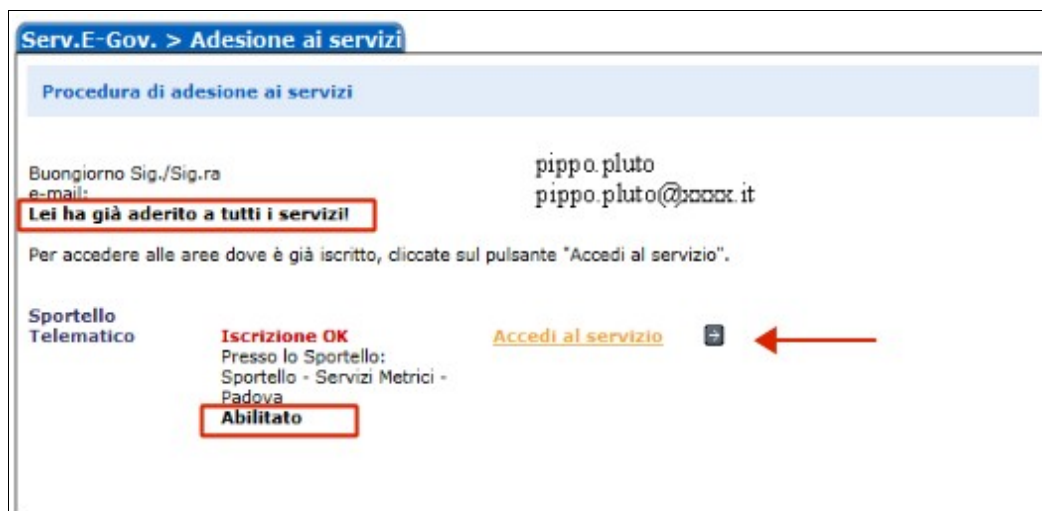 Serv.E-Gov. > Adesione ai servizi
Procedura di adesione ai servizi
Buongiorno Sig./Sig.ra pippo.pluto
e-mail: pippo.pluto@xxxx.it
Lei ha già aderito a tutti i servizi!
Per accedere alle aree dove è già iscritto, cliccate sul pulsante "Accedi al servizio".
Sportello
Telematico Iscrizione OK Accedi al servizio
Presso lo Sportello:
Sportello - Servizi Metrici -
Padova
Abilitato